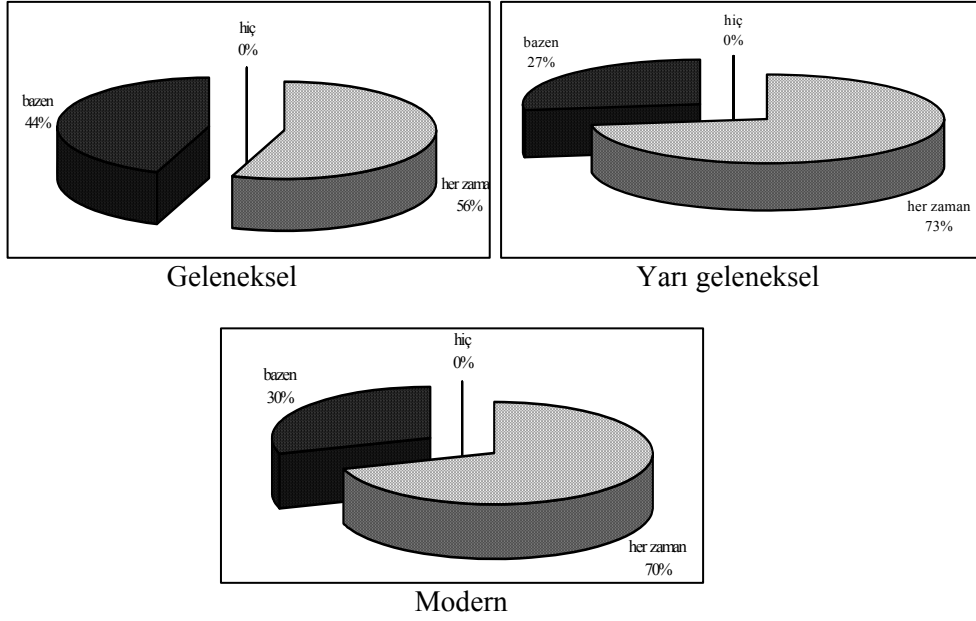 hiç
0%
bazen
44%
her zama
56%
Geleneksel
hiç
0%
bazen
27%
her zaman
73%
Yarı geleneksel
hiç
0%
bazen
30%
her zaman
70%
Modern